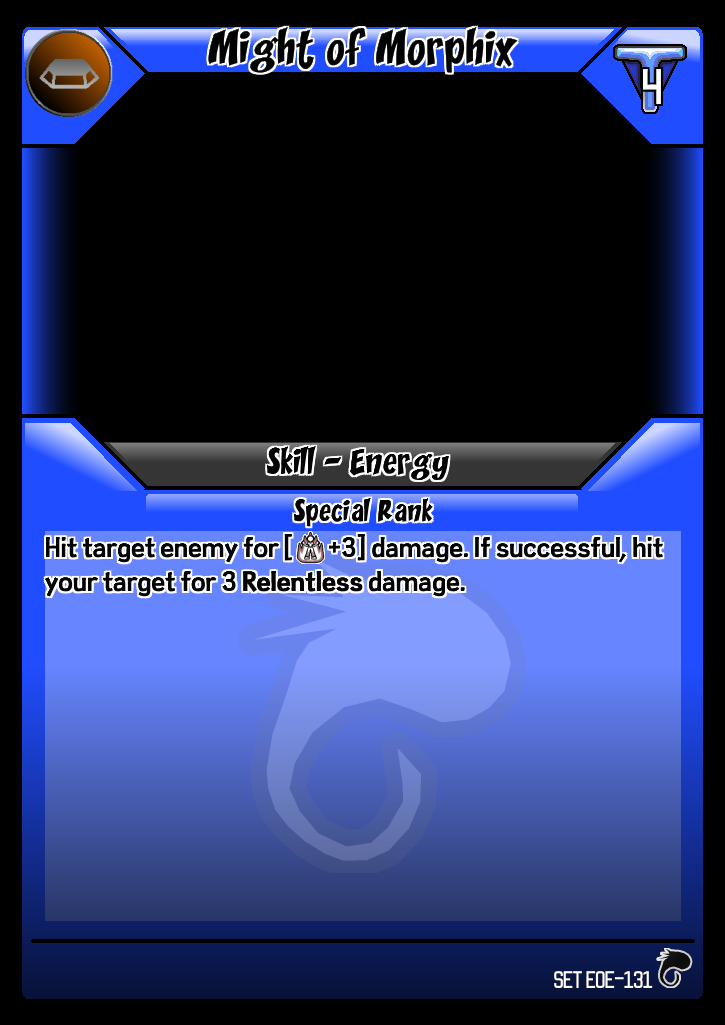 Might of Morphix
4
Skill - Energy
Special Rank
Hit target enemy for [ +3] damage. If successful, hit
your target for 3 Relentless damage.
SET EOE-131